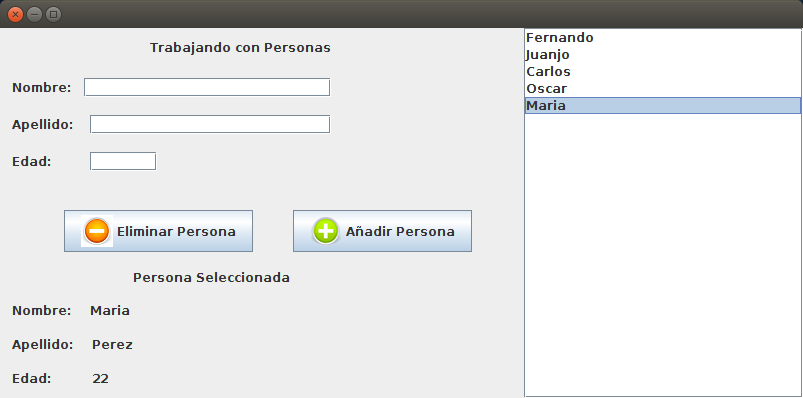 Trabajando con Personas
Nombre:
Apellido:
Edad:
Eliminar Persona
Añadir Persona
Persona Seleccionada
Nombre: Maria
Apellido: Perez
Edad: 22
Fernando
Juanjo
Carlos
Oscar
Maria